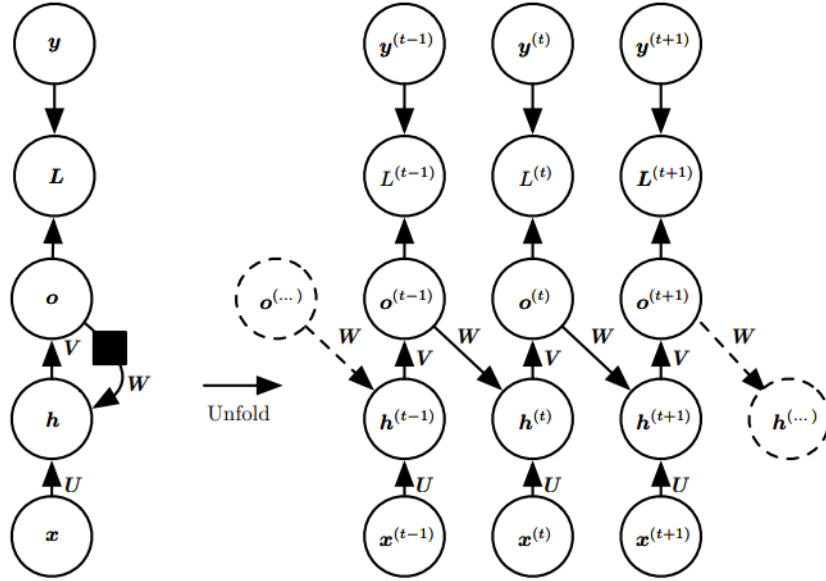 y y^(t−1) y^(t) y^(t+1)
L L^(t−1) L^(t) L^(t+1)
o o^(...) o^(t−1) o^(t) o^(t+1)
W W W W
V V V V
W
Unfold
h h^(t−1) h^(t) h^(t+1) h^(...)
U U U U
x x^(t−1) x^(t) x^(t+1)